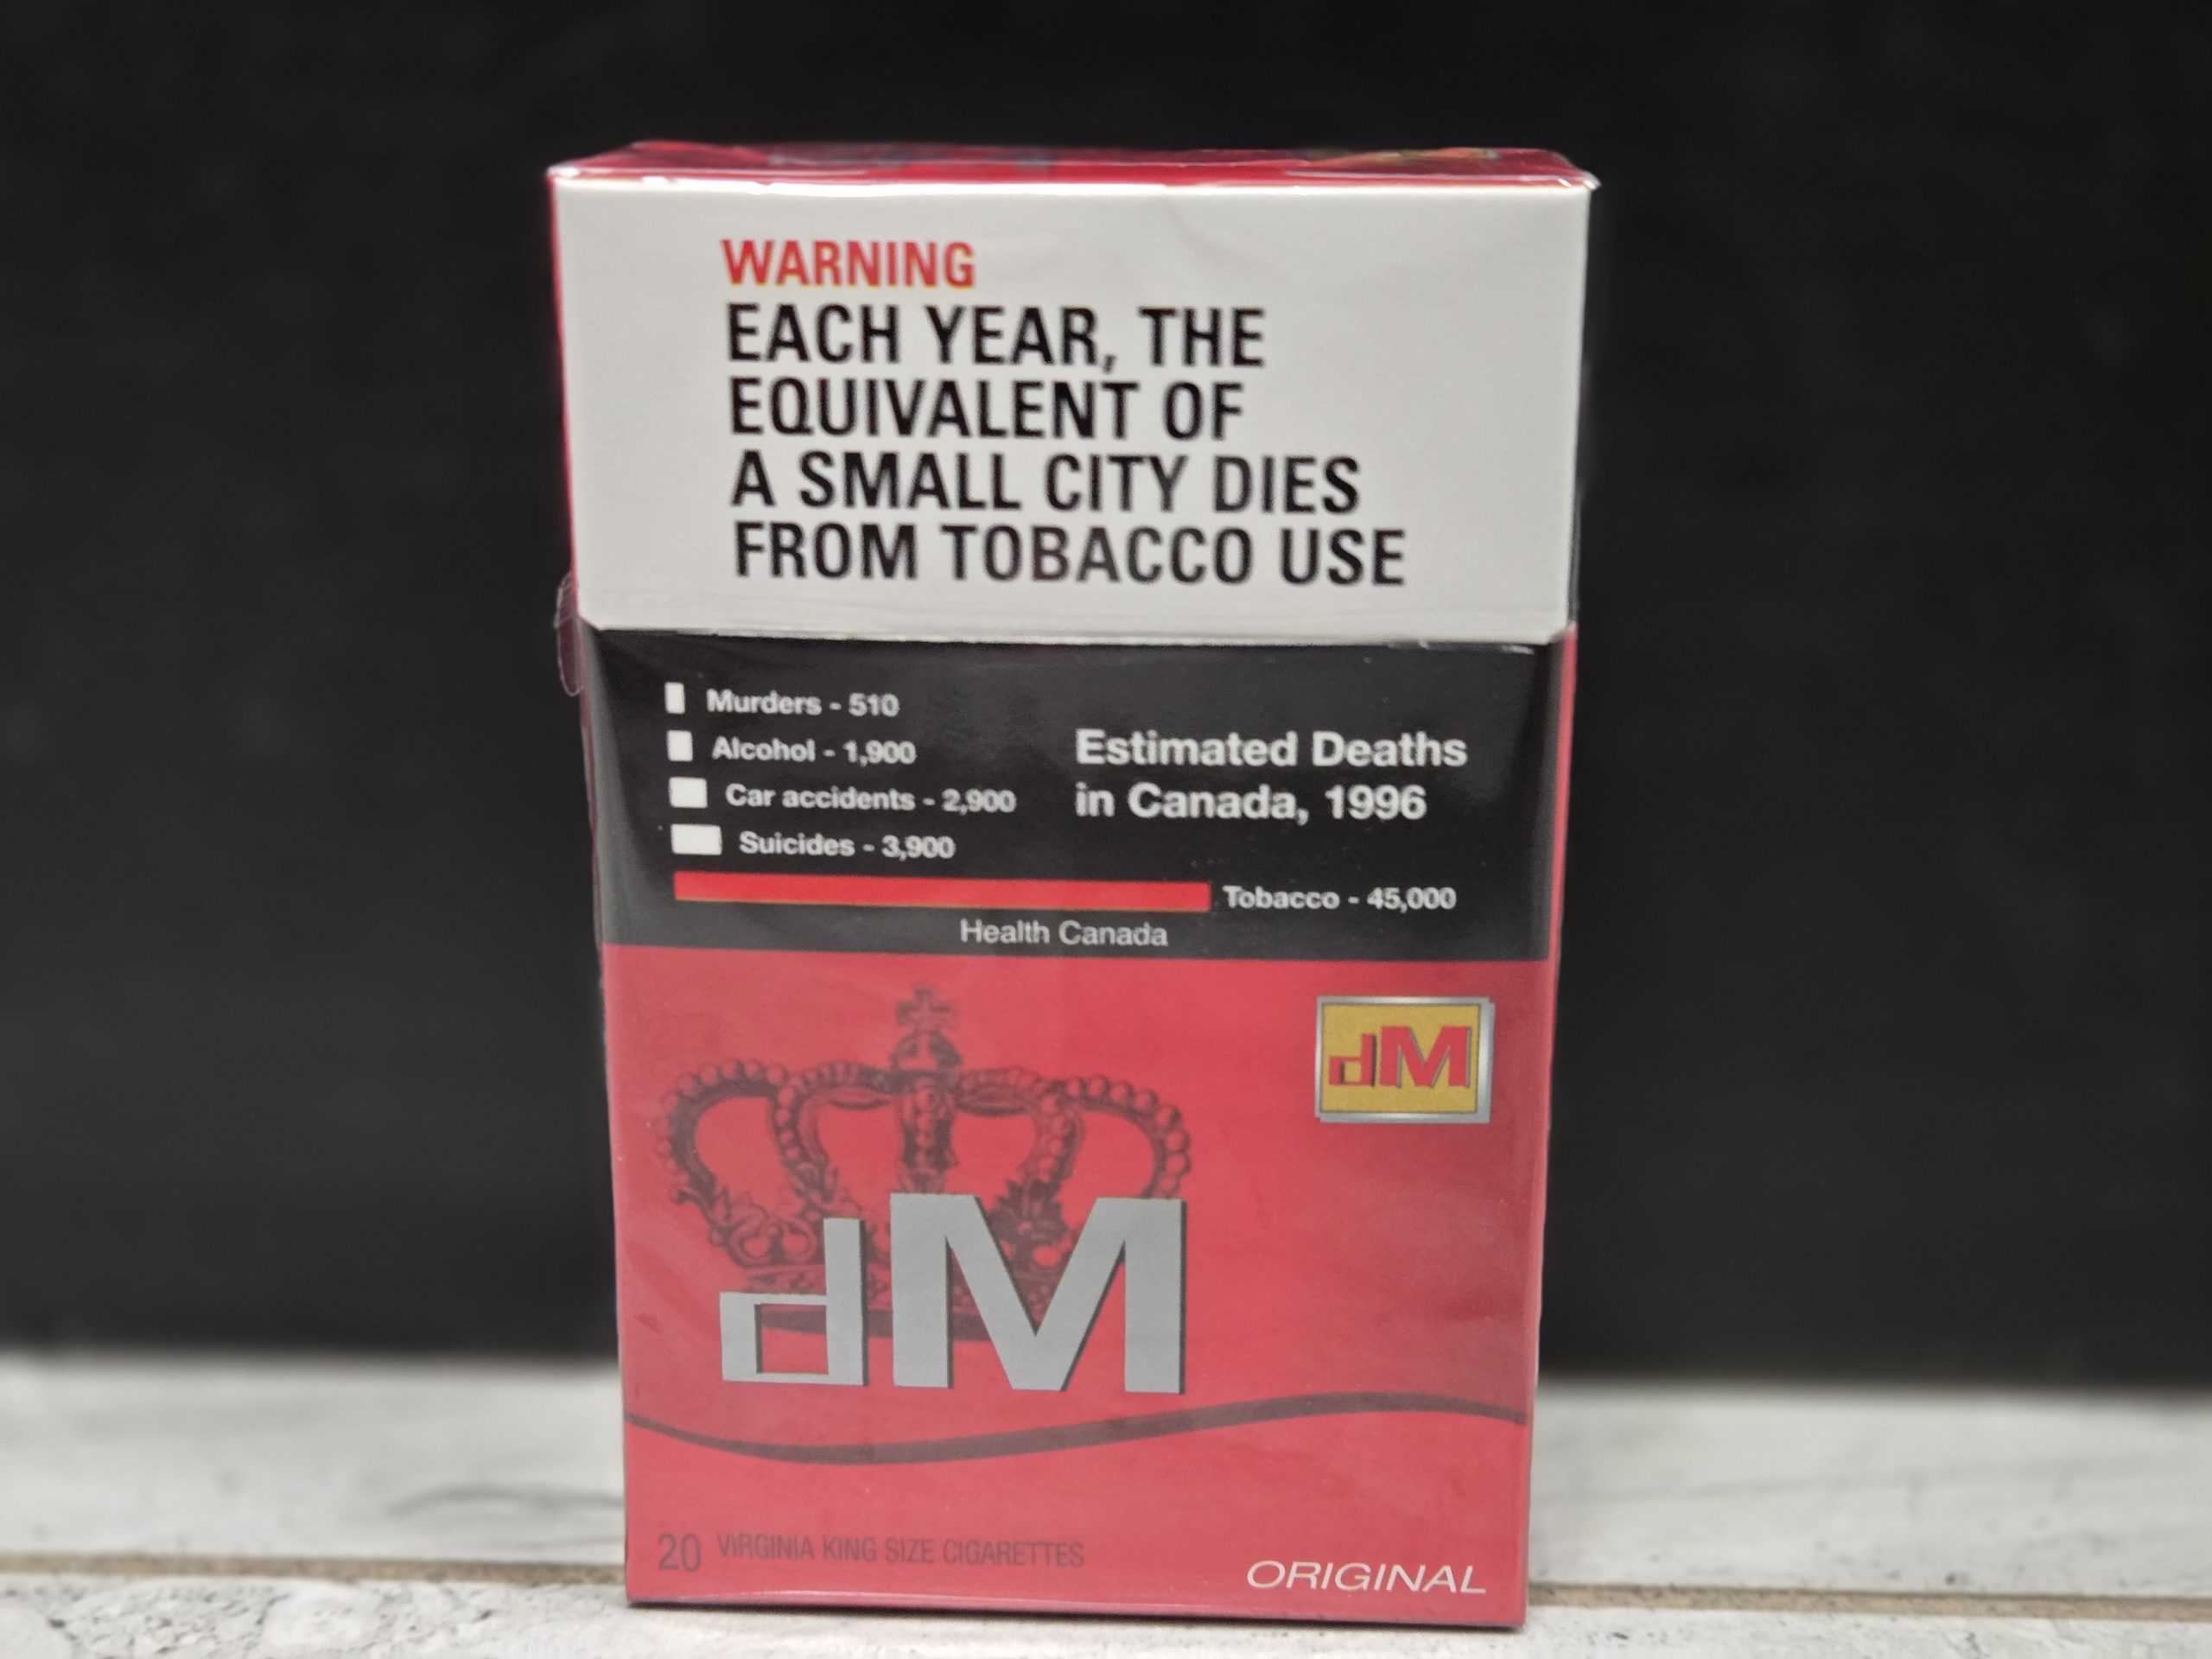 WARNING
EACH YEAR, THE
EQUIVALENT OF
A SMALL CITY DIES
FROM TOBACCO USE
Murders - 510
Alcohol - 1,900
Car accidents - 2,900
Suicides - 3,900
Estimated Deaths
in Canada, 1996
Tobacco - 45,000
Health Canada
dM
dM
20 VIRGINIA KING SIZE CIGARETTES
ORIGINAL